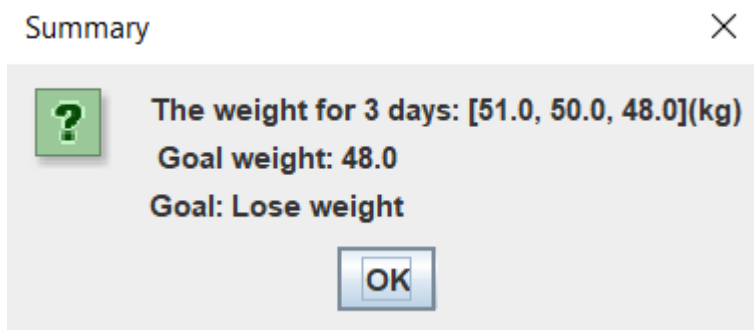 Summary
The weight for 3 days: [51.0, 50.0, 48.0](kg)
Goal weight: 48.0
Goal: Lose weight
OK